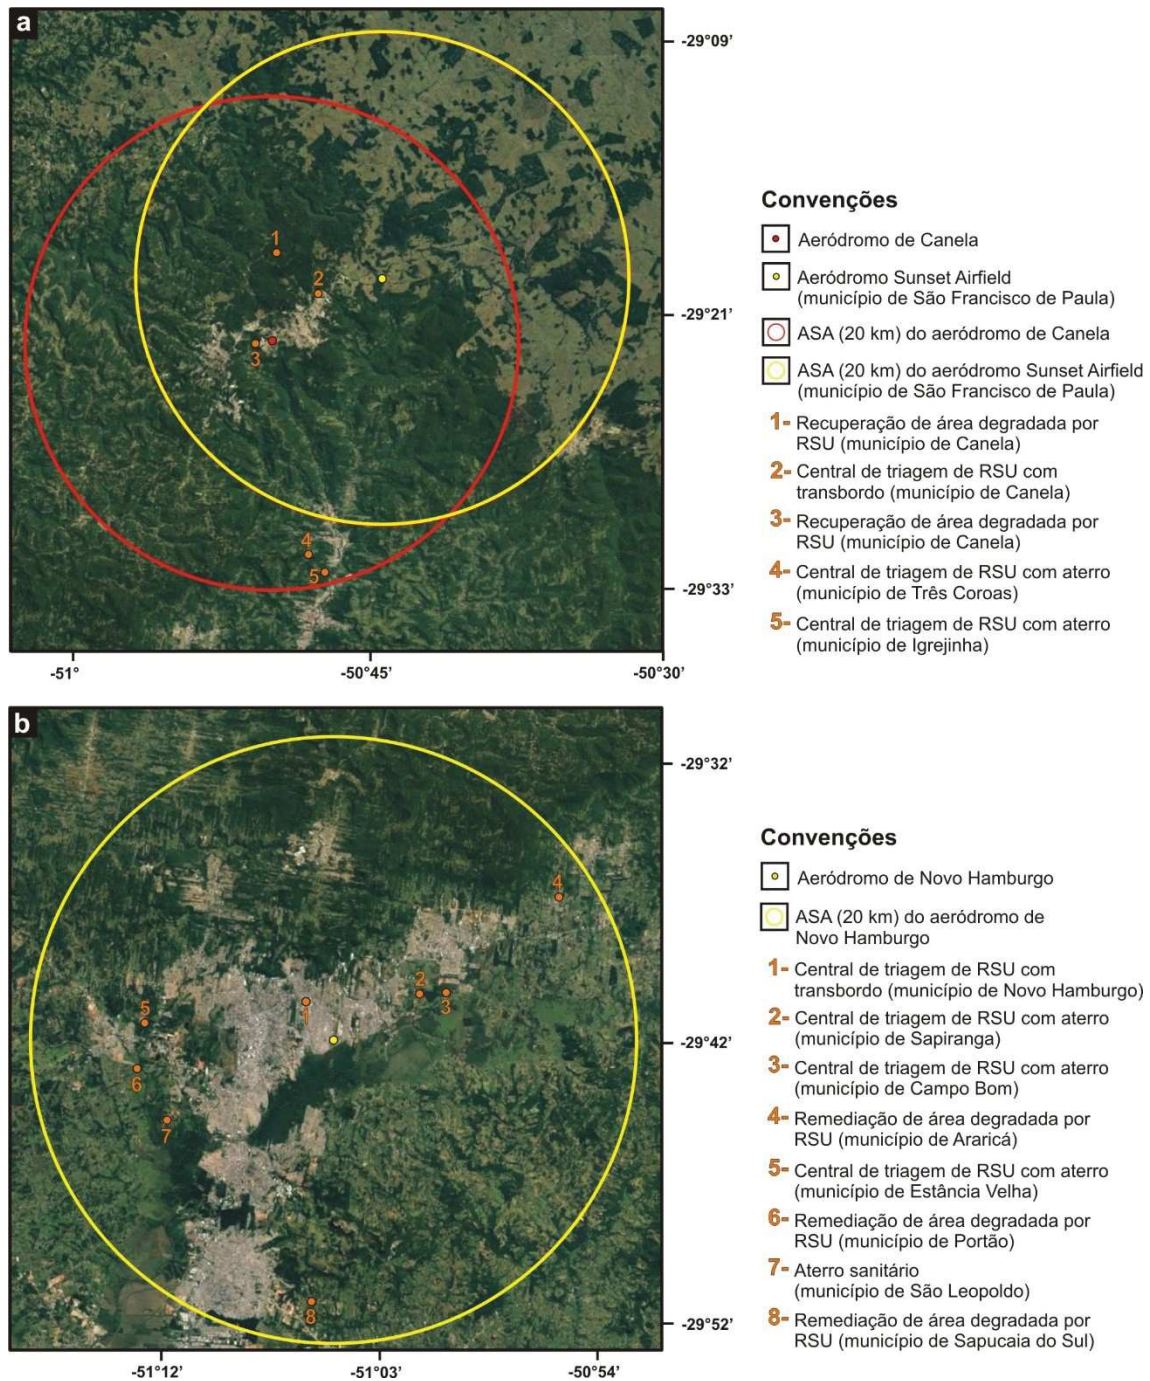 a
-29°09'
1
2
-29°21'
3
4
5
-29°33'
-51°
-50°45'
-50°30'
Convenções
Aeródromo de Canela
Aeródromo Sunset Airfield
(município de São Francisco de Paula)
ASA (20 km) do aeródromo de Canela
ASA (20 km) do aeródromo Sunset Airfield
(município de São Francisco de Paula)
1- Recuperação de área degradada por
RSU (município de Canela)
2- Central de triagem de RSU com
transbordo (município de Canela)
3- Recuperação de área degradada por
RSU (município de Canela)
4- Central de triagem de RSU com aterro
(município de Três Coroas)
5- Central de triagem de RSU com aterro
(município de Igrejinha)
b
-29°32'
4
2
3
1
5
-29°42'
6
7
8
-29°52'
-51°12'
-51°03'
-50°54'
Convenções
Aeródromo de Novo Hamburgo
ASA (20 km) do aeródromo de
Novo Hamburgo
1- Central de triagem de RSU com
transbordo (município de Novo Hamburgo)
2- Central de triagem de RSU com aterro
(município de Sapiranga)
3- Central de triagem de RSU com aterro
(município de Campo Bom)
4- Remediação de área degradada por
RSU (município de Araricá)
5- Central de triagem de RSU com aterro
(município de Estância Velha)
6- Remediação de área degradada por
RSU (município de Portão)
7- Aterro sanitário
(município de São Leopoldo)
8- Remediação de área degradada por
RSU (município de Sapucaia do Sul)